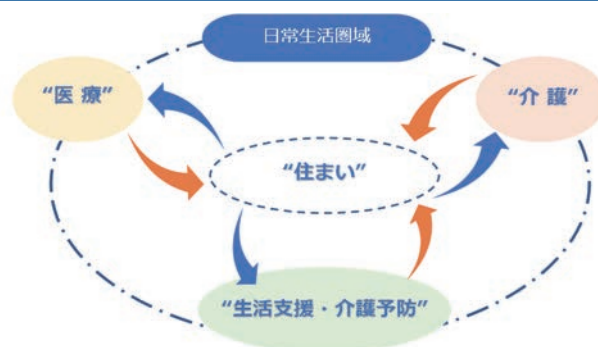 日常生活圏域
“医 療”
“介 護”
“住まい”
“生活支援・介護予防”